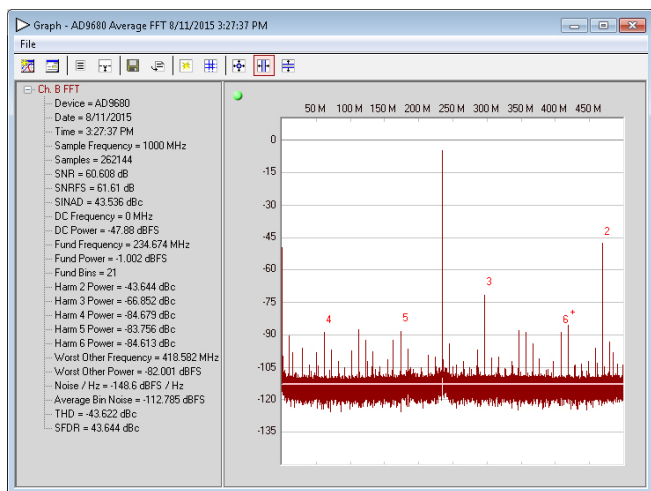 Graph - AD9680 Average FFT 8/11/2015 3:27:37 PM
File
Ch. B FFT
Device = AD9680
Date = 8/11/2015
Time = 3:27:37 PM
Sample Frequency = 1000 MHz
Samples = 262144
SNR = 60.608 dB
SNRFS = 61.61 dB
SINAD = 43.536 dBc
DC Frequency = 0 MHz
DC Power = -47.88 dBFS
Fund Frequency = 234.674 MHz
Fund Power = -1.002 dBFS
Fund Bins = 21
Harm 2 Power = -43.644 dBc
Harm 3 Power = -66.852 dBc
Harm 4 Power = -84.679 dBc
Harm 5 Power = -83.756 dBc
Harm 6 Power = -84.613 dBc
Worst Other Frequency = 418.582 MHz
Worst Other Power = -82.001 dBFS
Noise / Hz = -148.6 dBFS / Hz
Average Bin Noise = -112.785 dBFS
THD = -43.622 dBc
SFDR = 43.644 dBc
50 M 100 M 150 M 200 M 250 M 300 M 350 M 400 M 450 M
0
-15
-30
-45
-60
-75
-90
-105
-120
-135
2
3
4
5
6
+